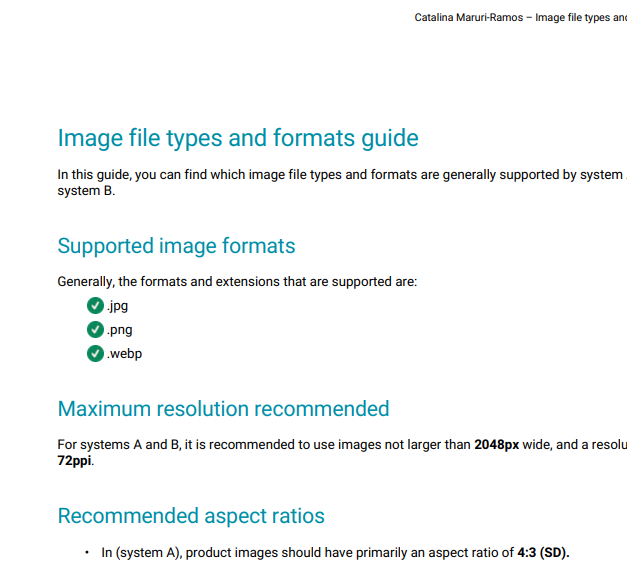 Catalina Maruri-Ramos – Image file types and
Image file types and formats guide
In this guide, you can find which image file types and formats are generally supported by system
system B.
Supported image formats
Generally, the formats and extensions that are supported are:
.jpg
.png
.webp
Maximum resolution recommended
For systems A and B, it is recommended to use images not larger than 2048px wide, and a
72ppi.
Recommended aspect ratios
• In (system A), product images should have primarily an aspect ratio of 4:3 (SD).